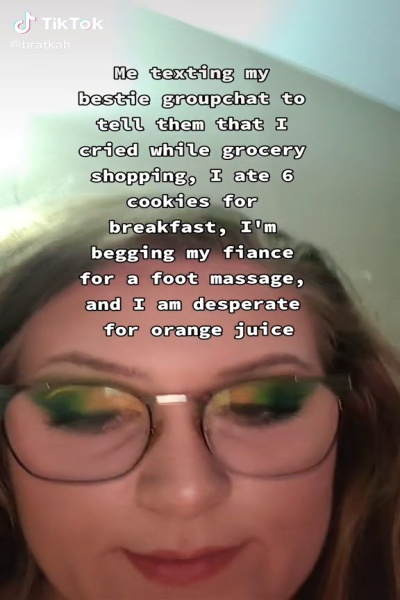 TikTok
@bratkah
Me texting my
bestie groupchat to
tell them that I
cried while grocery
shopping, I ate 6
cookies for
breakfast, I'm
begging my fiance
for a foot massage,
and I am desperate
for orange juice